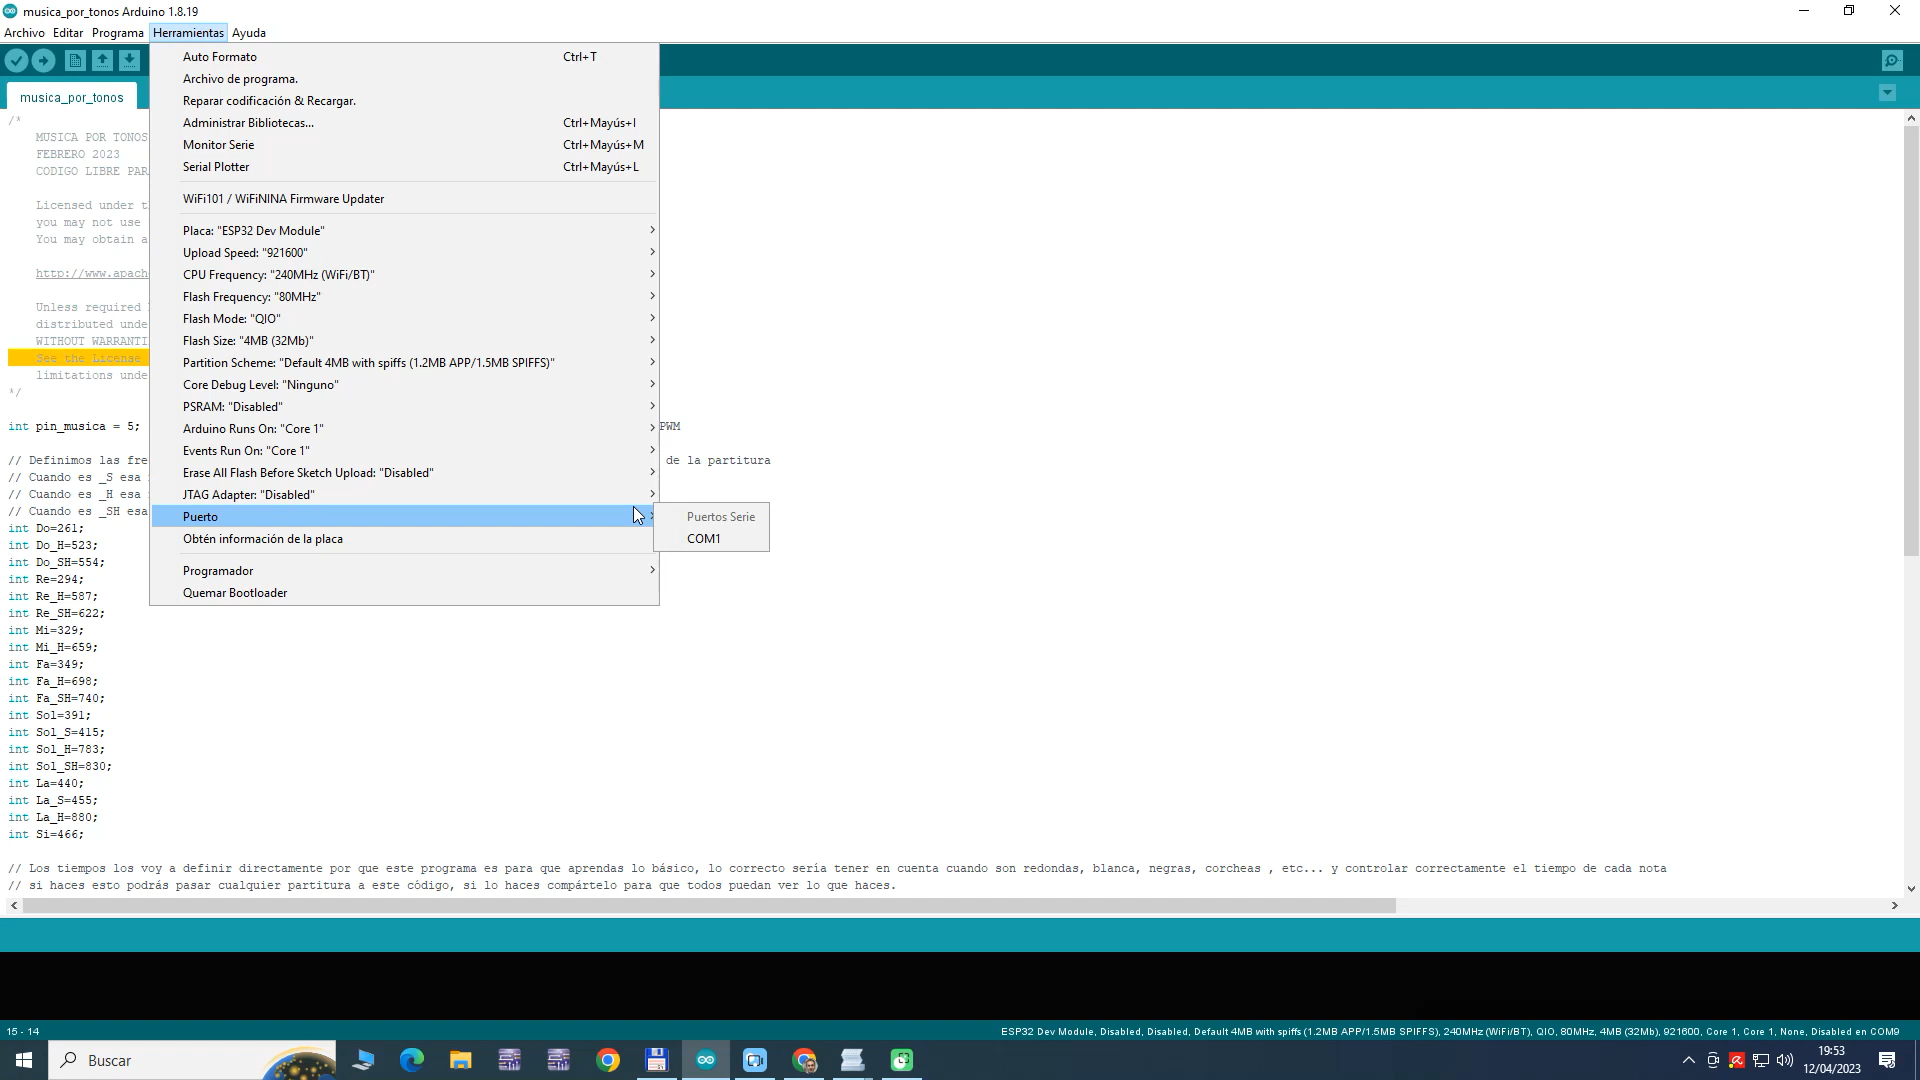 musica_por_tonos Arduino 1.8.19
Archivo Editar Programa Herramientas Ayuda
musica_por_tonos
Auto Formato Ctrl+T
Archivo de programa.
Reparar codificación & Recargar.
Administrar Bibliotecas... Ctrl+Mayús+I
Monitor Serie Ctrl+Mayús+M
Serial Plotter Ctrl+Mayús+L
WiFi101 / WiFiNINA Firmware Updater
Placa: "ESP32 Dev Module"
Upload Speed: "921600"
CPU Frequency: "240MHz (WiFi/BT)"
Flash Frequency: "80MHz"
Flash Mode: "QIO"
Flash Size: "4MB (32Mb)"
Partition Scheme: "Default 4MB with spiffs (1.2MB APP/1.5MB SPIFFS)"
Core Debug Level: "Ninguno"
PSRAM: "Disabled"
Arduino Runs On: "Core 1"
Events Run On: "Core 1"
Erase All Flash Before Sketch Upload: "Disabled"
JTAG Adapter: "Disabled"
Puerto
Obtén información de la placa
Programador
Quemar Bootloader
Puertos Serie
COM1
/*
MUSICA POR TONOS
FEBRERO 2023
CODIGO LIBRE PAR
Licensed under t
you may not use
You may obtain a
http://www.apach
Unless required
distributed unde
WITHOUT WARRANTI
See the License
limitations unde
*/
int pin_musica = 5; PWM
// Definimos las fre de la partitura
// Cuando es _S esa
// Cuando es _H esa
// Cuando es _SH esa
int Do=261;
int Do_H=523;
int Do_SH=554;
int Re=294;
int Re_H=587;
int Re_SH=622;
int Mi=329;
int Mi_H=659;
int Fa=349;
int Fa_H=698;
int Fa_SH=740;
int Sol=391;
int Sol_S=415;
int Sol_H=783;
int Sol_SH=830;
int La=440;
int La_S=455;
int La_H=880;
int Si=466;
// Los tiempos los voy a definir directamente por que este programa es para que aprendas lo básico, lo correcto sería tener en cuenta cuando son redondas, blanca, negras, corcheas , etc... y controlar correctamente el tiempo de cada nota
// si haces esto podrás pasar cualquier partitura a este código, si lo haces compártelo para que todos puedan ver lo que haces.
15 - 14
ESP32 Dev Module, Disabled, Disabled, Default 4MB with spiffs (1.2MB APP/1.5MB SPIFFS), 240MHz (WiFi/BT), QIO, 80MHz, 4MB (32Mb), 921600, Core 1, Core 1, None, Disabled en COM9
Buscar
19:53
12/04/2023